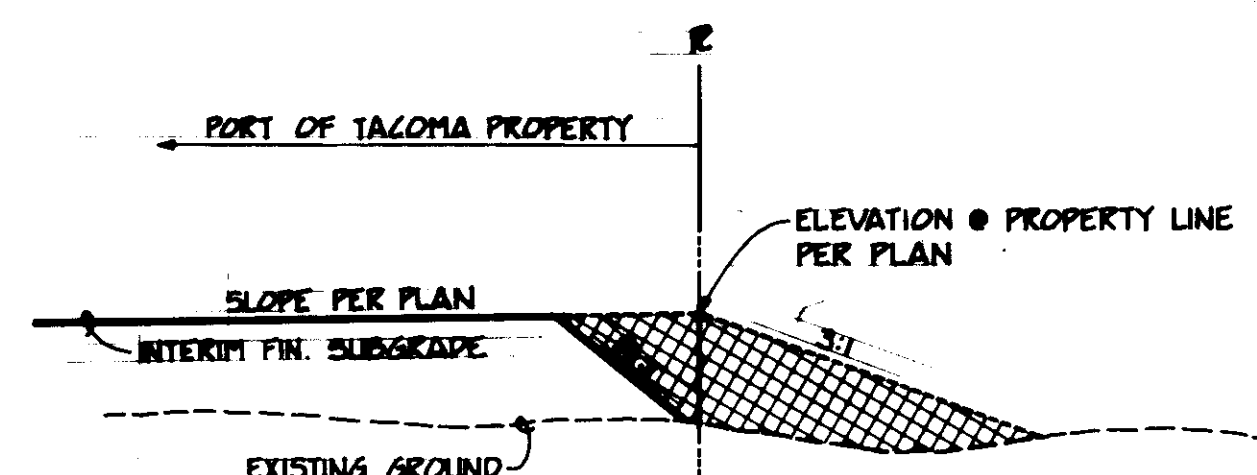 PORT OF TACOMA PROPERTY
ELEVATION @ PROPERTY LINE
PER PLAN
SLOPE PER PLAN
3:1
INTERIM FIN. SUBGRADE
EXISTING GROUND